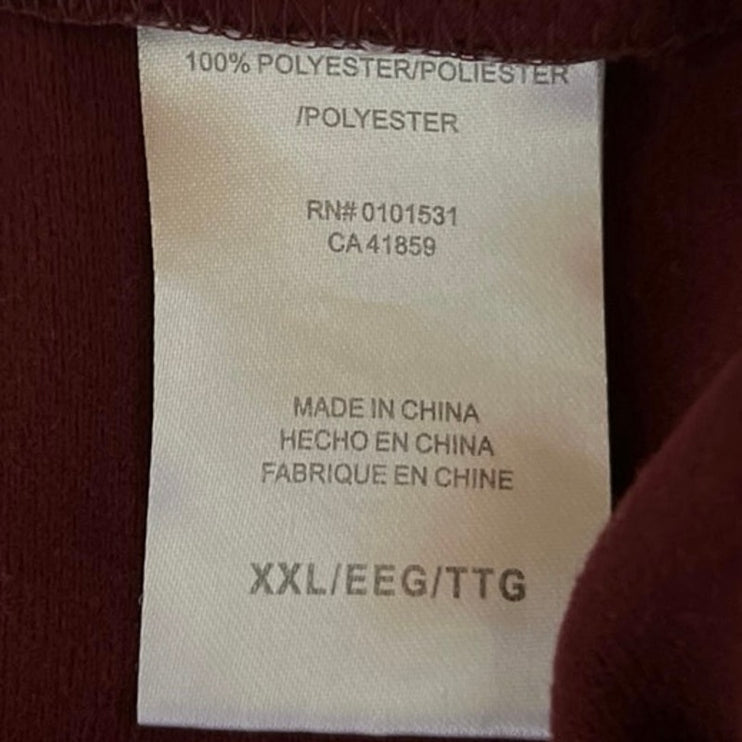 100% POLYESTER/POLIESTER
/POLYESTER
RN# 0101531
CA 41859
MADE IN CHINA
HECHO EN CHINA
FABRIQUE EN CHINE
XXL/EEG/TTG